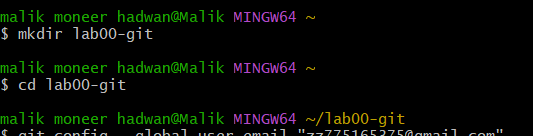 malik moneer hadwan@Malik MINGW64 ~
$ mkdir lab00-git
malik moneer hadwan@Malik MINGW64 ~
$ cd lab00-git
malik moneer hadwan@Malik MINGW64 ~/lab00-git
$ git config --global user.email "zz775165375@gmail.com"